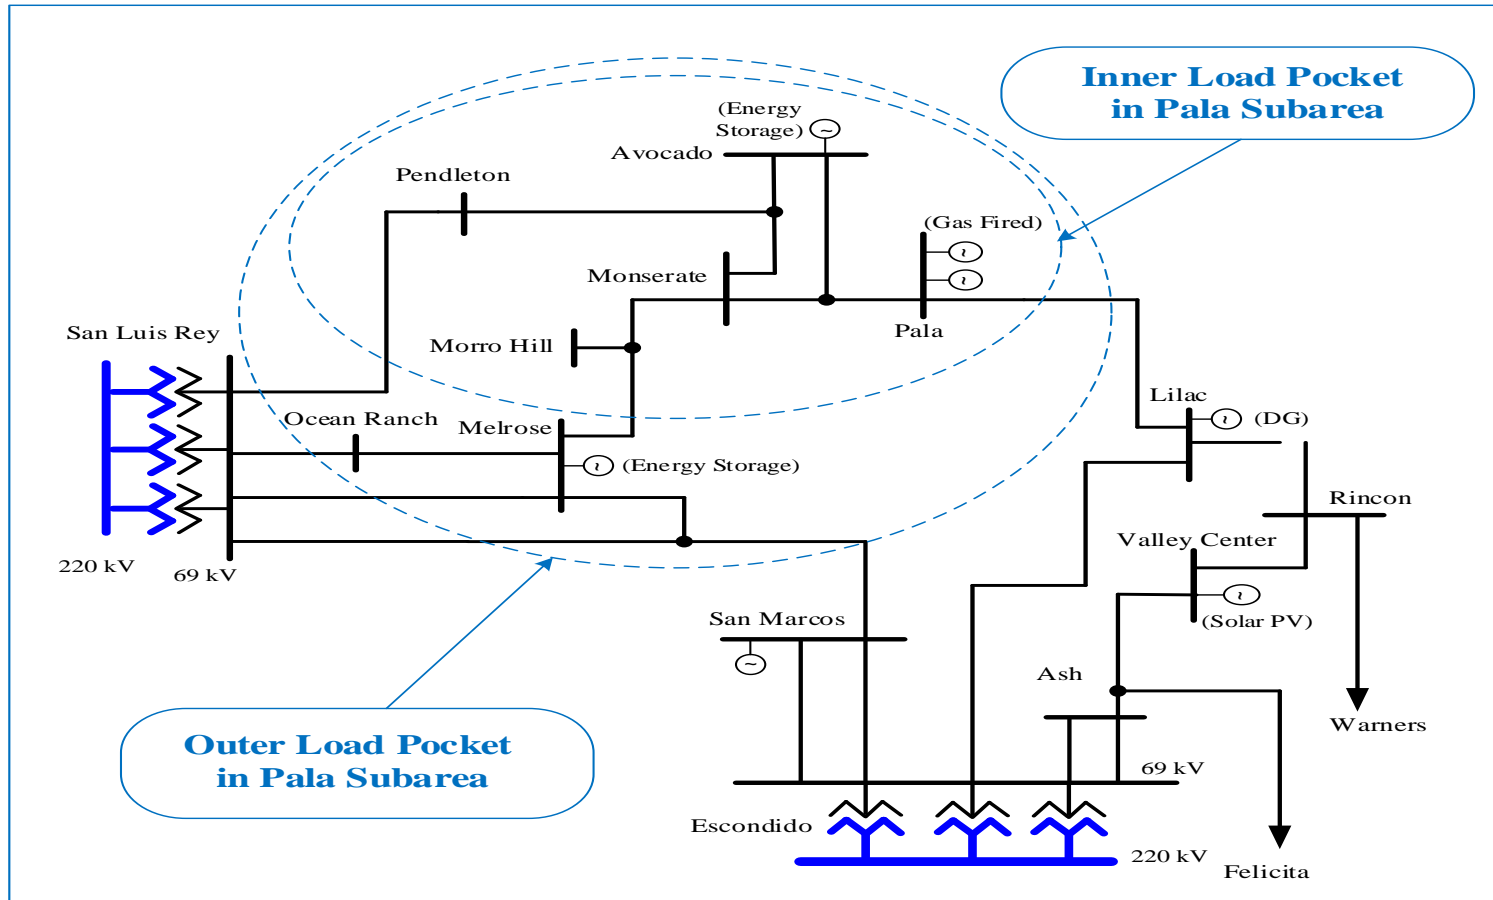 Inner Load Pocket
in Pala Subarea
(Energy
Storage)
Avocado
Pendleton
(Gas Fired)
Monserate
Pala
San Luis Rey
Morro Hill
Lilac
(DG)
Ocean Ranch
Melrose
(Energy Storage)
Rincon
Valley Center
220 kV
69 kV
San Marcos
(Solar PV)
Ash
Warners
Outer Load Pocket
in Pala Subarea
69 kV
Escondido
220 kV
Felicita